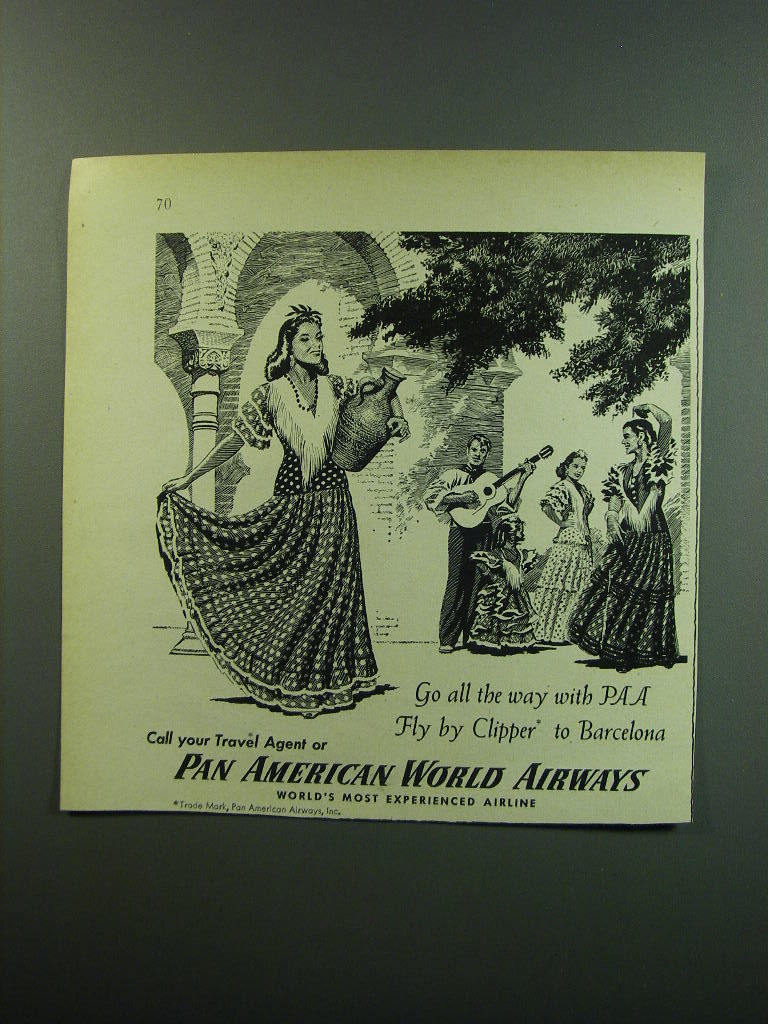 70
Go all the way with PAA
Fly by Clipper* to Barcelona
Call your Travel Agent or
PAN AMERICAN WORLD AIRWAYS
WORLD'S MOST EXPERIENCED AIRLINE
*Trade Mark, Pan American Airways, Inc.